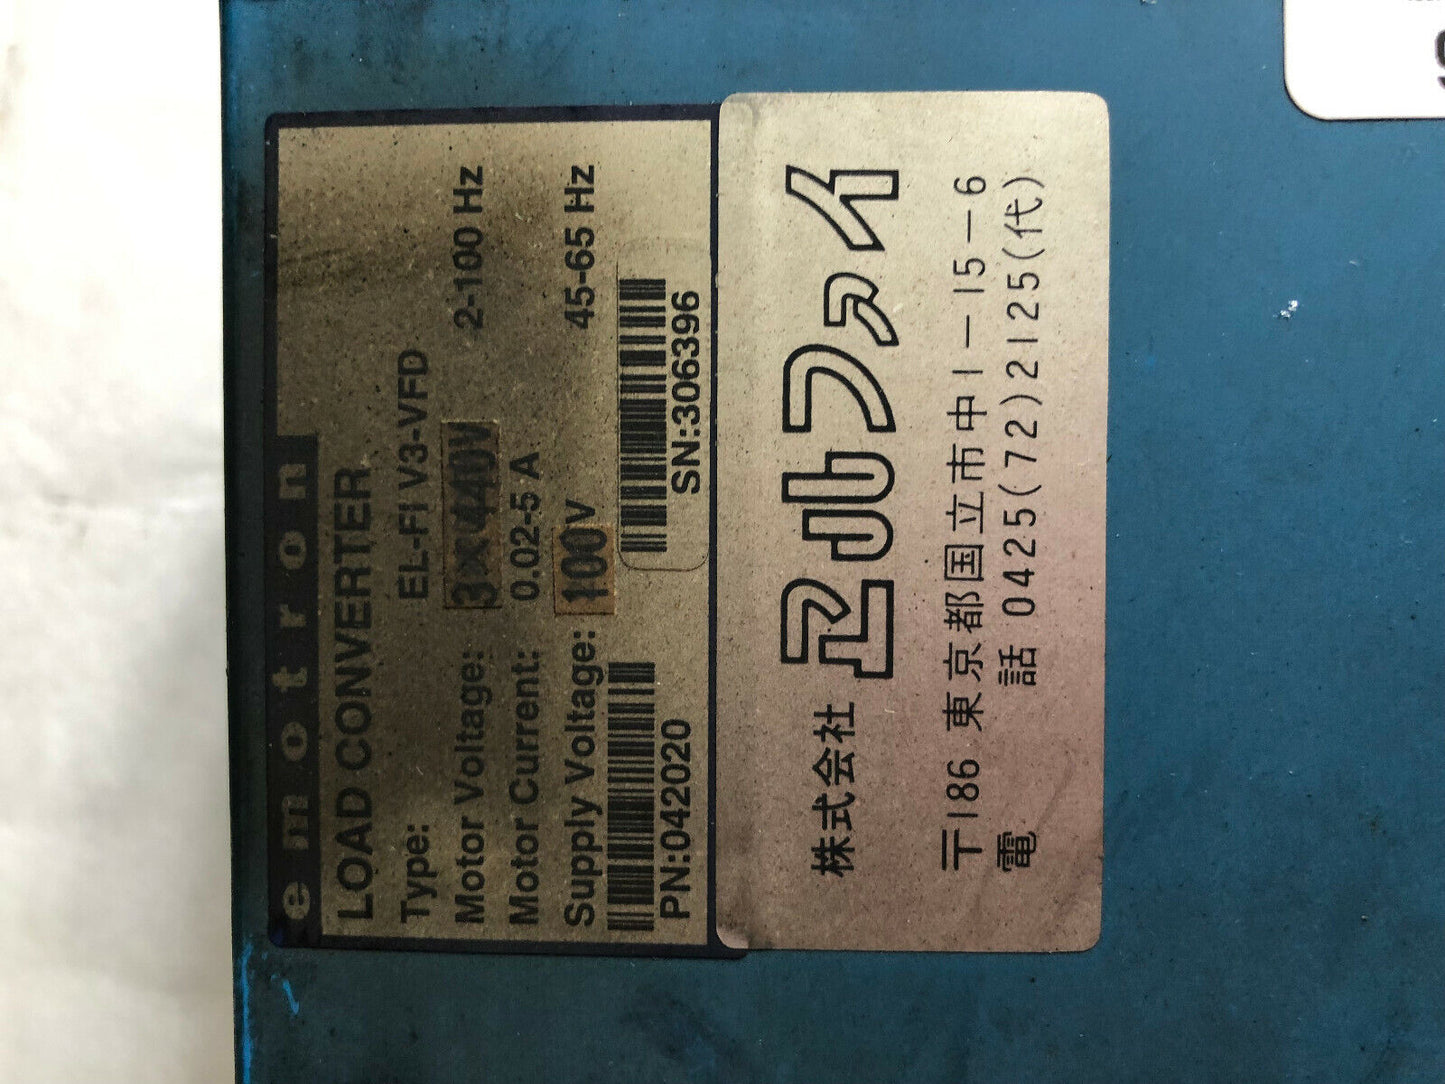 emotron
LOAD CONVERTER
Type: EL-FI V3-VFD
Motor Voltage: 3×440V 2-100 Hz
Motor Current: 0.02-5 A
Supply Voltage: 100V 45-65 Hz
PN:042020 SN:306396
株式会社 エルファイ
〒186 東京都国立市中1-15-6
電話 0425(72)2125(代)